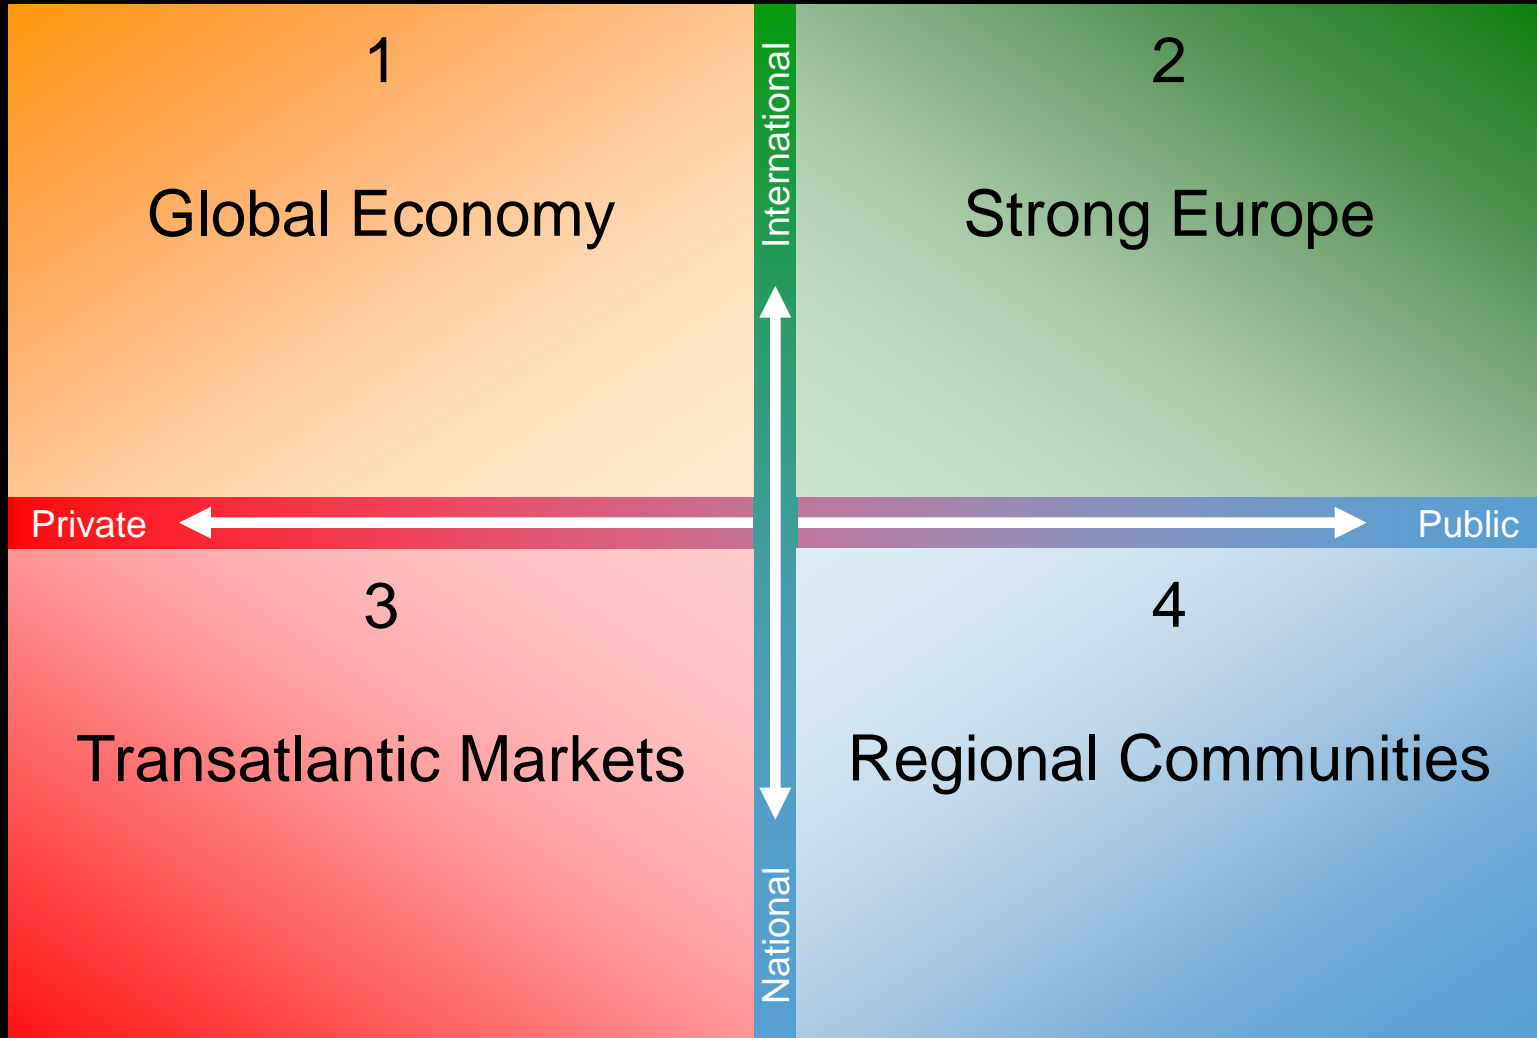 1
Global Economy
International
2
Strong Europe
Private
Public
3
Transatlantic Markets
4
Regional Communities
National